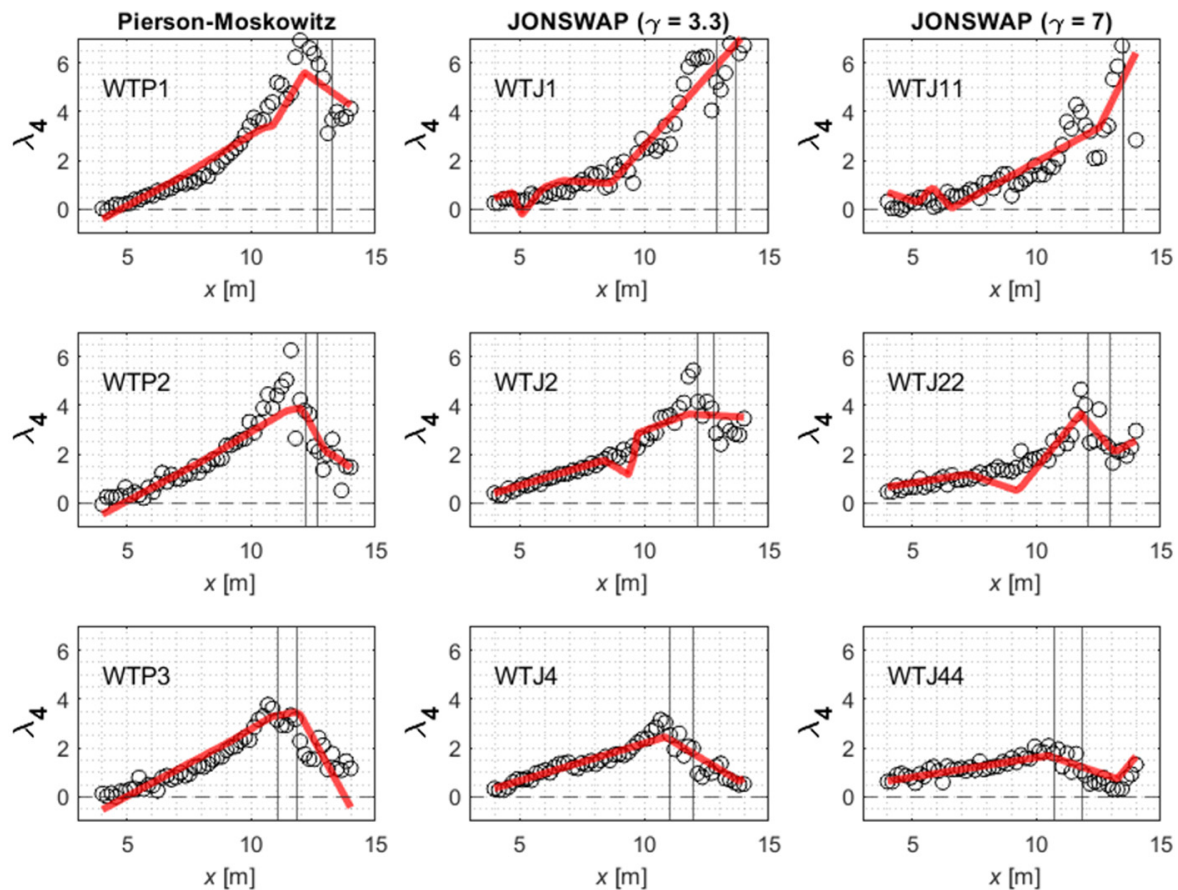 Pierson-Moskowitz
JONSWAP (γ = 3.3)
JONSWAP (γ = 7)
WTP1
λ4
6
4
2
0
5
10
15
x [m]
WTJ1
λ4
6
4
2
0
5
10
15
x [m]
WTJ11
λ4
6
4
2
0
5
10
15
x [m]
WTP2
λ4
6
4
2
0
5
10
15
x [m]
WTJ2
λ4
6
4
2
0
5
10
15
x [m]
WTJ22
λ4
6
4
2
0
5
10
15
x [m]
WTP3
λ4
6
4
2
0
5
10
15
x [m]
WTJ4
λ4
6
4
2
0
5
10
15
x [m]
WTJ44
λ4
6
4
2
0
5
10
15
x [m]